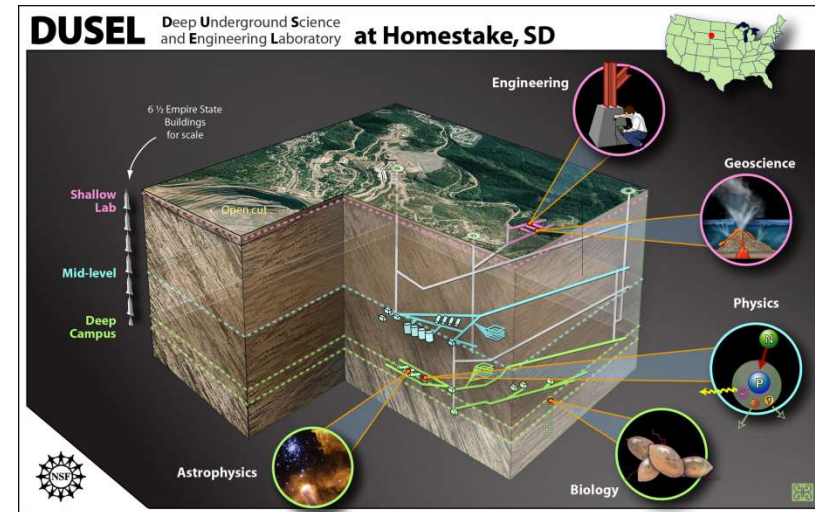 DUSEL Deep Underground Science and Engineering Laboratory at Homestake, SD
6 ½ Empire State
Buildings
for scale
Engineering
Geoscience
Shallow
Lab
Open cut
Mid-level
Physics
Deep
Campus
N
P
Astrophysics
Biology
NSF